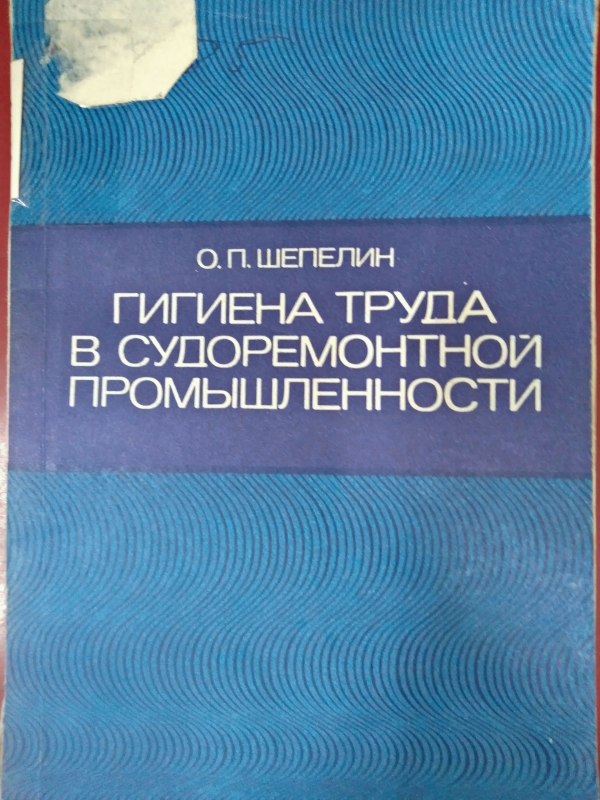 О. П. ШЕПЕЛИН
ГИГИЕНА ТРУДА
В СУДОРЕМОНТНОЙ
ПРОМЫШЛЕННОСТИ